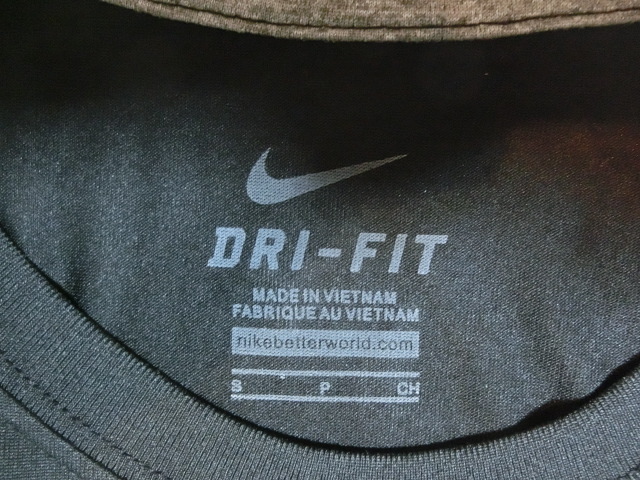 DRI-FIT
MADE IN VIETNAM
FABRIQUE AU VIETNAM
nikebetterworld.com
S P CH